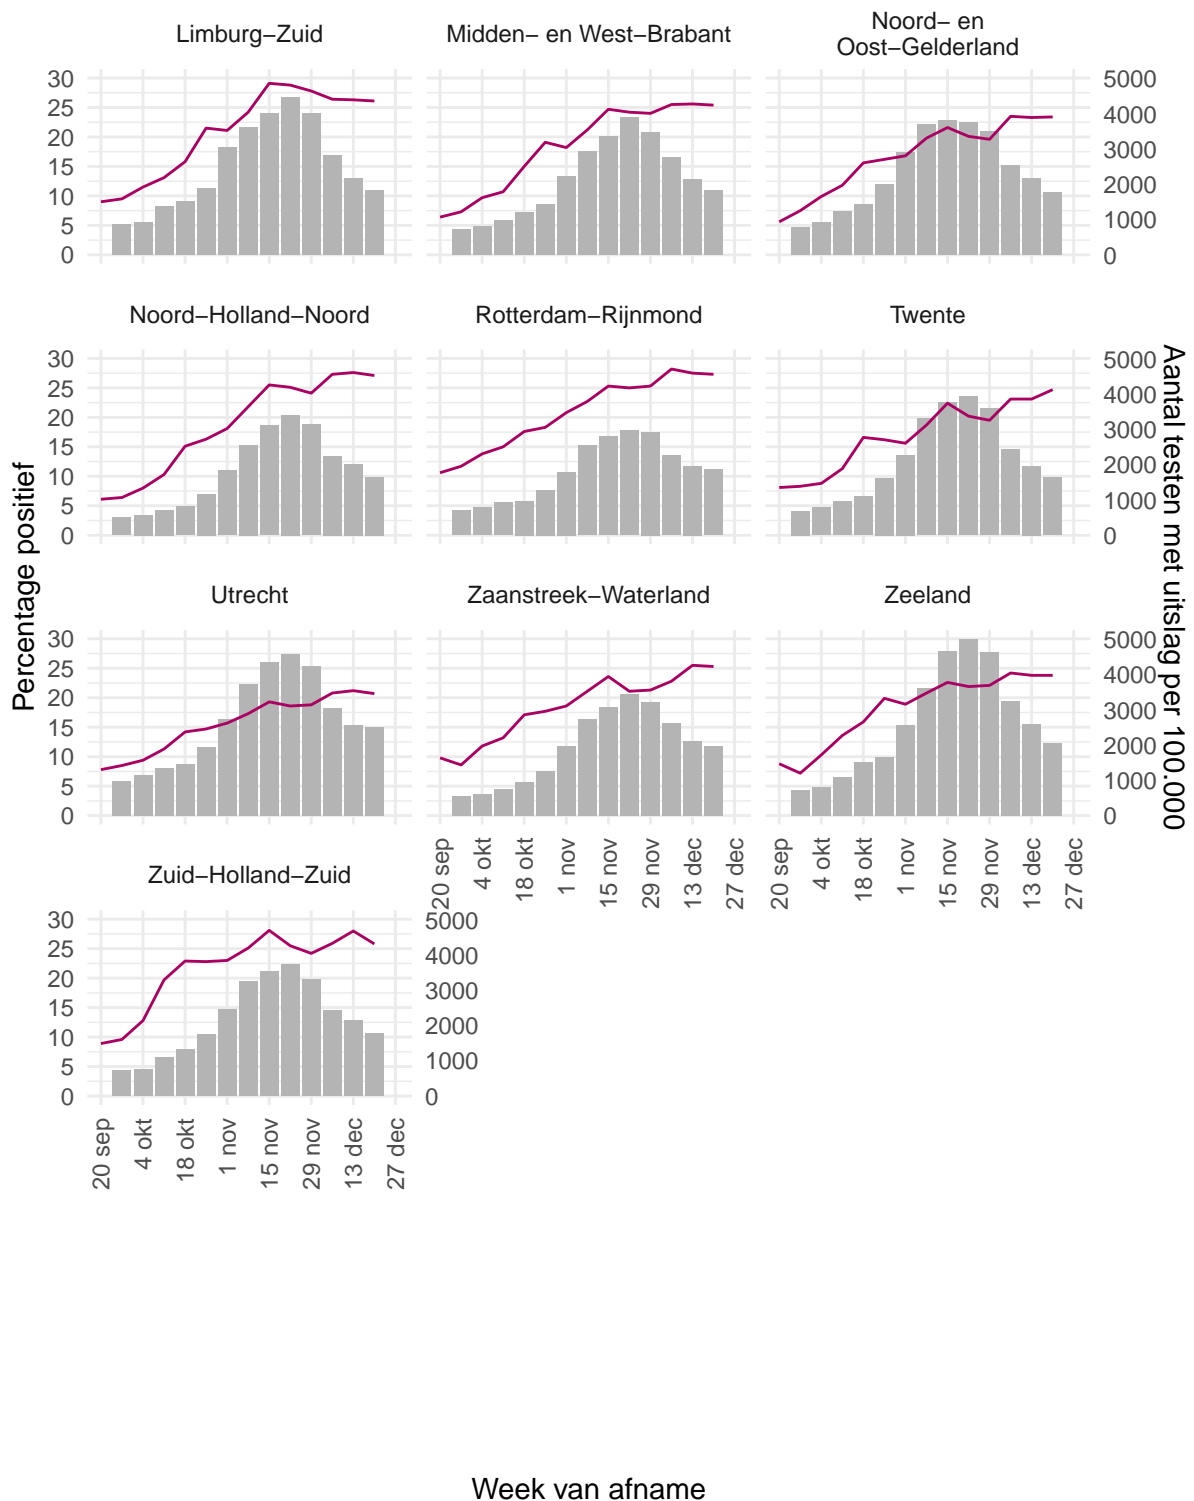 Limburg−Zuid
Midden− en West−Brabant
Noord− en
Oost−Gelderland
30
25
20
15
10
5
0
5000
4000
3000
2000
1000
0
Noord−Holland−Noord
Rotterdam−Rijnmond
Twente
30
25
20
15
10
5
0
5000
4000
3000
2000
1000
0
Percentage positief
Aantal testen met uitslag per 100.000
Utrecht
Zaanstreek−Waterland
Zeeland
30
25
20
15
10
5
0
5000
4000
3000
2000
1000
0
20 sep
4 okt
18 okt
1 nov
15 nov
29 nov
13 dec
27 dec
20 sep
4 okt
18 okt
1 nov
15 nov
29 nov
13 dec
27 dec
Zuid−Holland−Zuid
30
25
20
15
10
5
0
5000
4000
3000
2000
1000
0
20 sep
4 okt
18 okt
1 nov
15 nov
29 nov
13 dec
27 dec
Week van afname